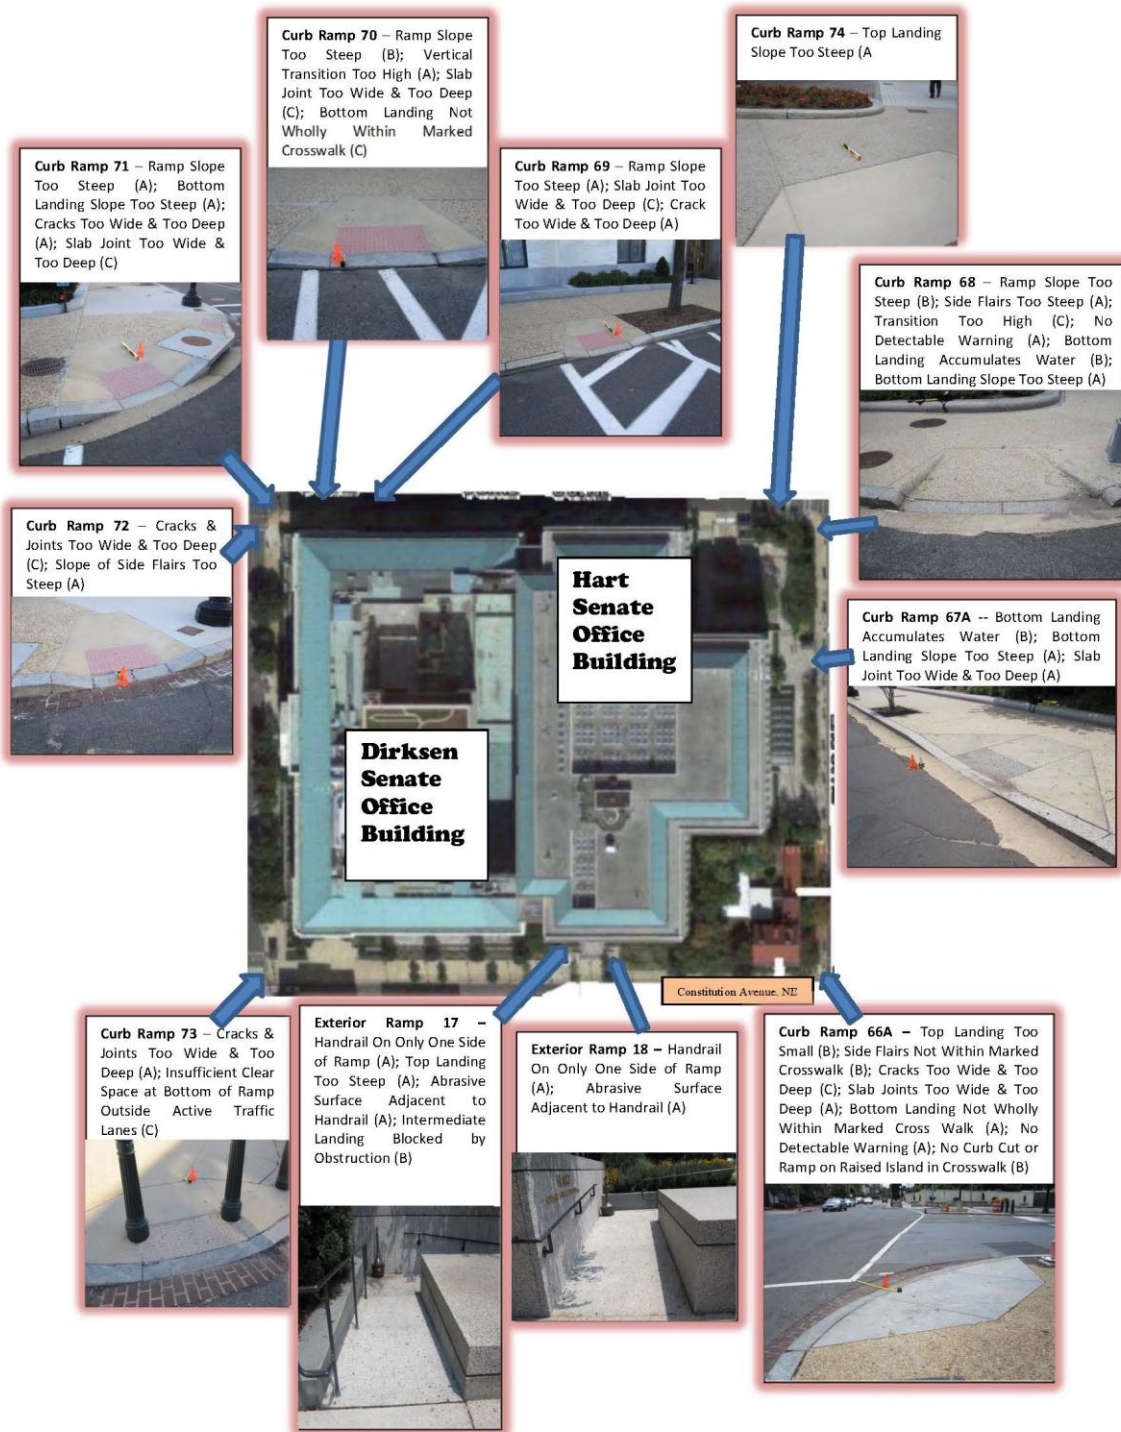 Curb Ramp 70 – Ramp Slope
Too Steep (B); Vertical
Transition Too High (A); Slab
Joint Too Wide & Too Deep
(C); Bottom Landing Not
Wholly Within Marked
Crosswalk (C)
Curb Ramp 74 – Top Landing
Slope Too Steep (A
Curb Ramp 71 – Ramp Slope
Too Steep (A); Bottom
Landing Slope Too Steep (A);
Cracks Too Wide & Too Deep
(A); Slab Joint Too Wide &
Too Deep (C)
Curb Ramp 69 – Ramp Slope
Too Steep (A); Slab Joint Too
Wide & Too Deep (C); Crack
Too Wide & Too Deep (A)
Curb Ramp 68 – Ramp Slope Too
Steep (B); Side Flairs Too Steep (A);
Transition Too High (C); No
Detectable Warning (A); Bottom
Landing Accumulates Water (B);
Bottom Landing Slope Too Steep (A)
Curb Ramp 72 – Cracks &
Joints Too Wide & Too Deep
(C); Slope of Side Flairs Too
Steep (A)
Hart
Senate
Office
Building
Curb Ramp 67A -- Bottom Landing
Accumulates Water (B); Bottom
Landing Slope Too Steep (A); Slab
Joint Too Wide & Too Deep (A)
Dirksen
Senate
Office
Building
Constitution Avenue, NE
Curb Ramp 73 – Cracks &
Joints Too Wide & Too
Deep (A); Insufficient Clear
Space at Bottom of Ramp
Outside Active Traffic
Lanes (C)
Exterior Ramp 17 –
Handrail On Only One Side
of Ramp (A); Top Landing
Too Steep (A); Abrasive
Surface Adjacent to
Handrail (A); Intermediate
Landing Blocked by
Obstruction (B)
Exterior Ramp 18 – Handrail
On Only One Side of Ramp
(A); Abrasive Surface
Adjacent to Handrail (A)
Curb Ramp 66A – Top Landing Too
Small (B); Side Flairs Not Within Marked
Crosswalk (B); Cracks Too Wide & Too
Deep (C); Slab Joints Too Wide & Too
Deep (A); Bottom Landing Not Wholly
Within Marked Cross Walk (A); No
Detectable Warning (A); No Curb Cut or
Ramp on Raised Island in Crosswalk (B)